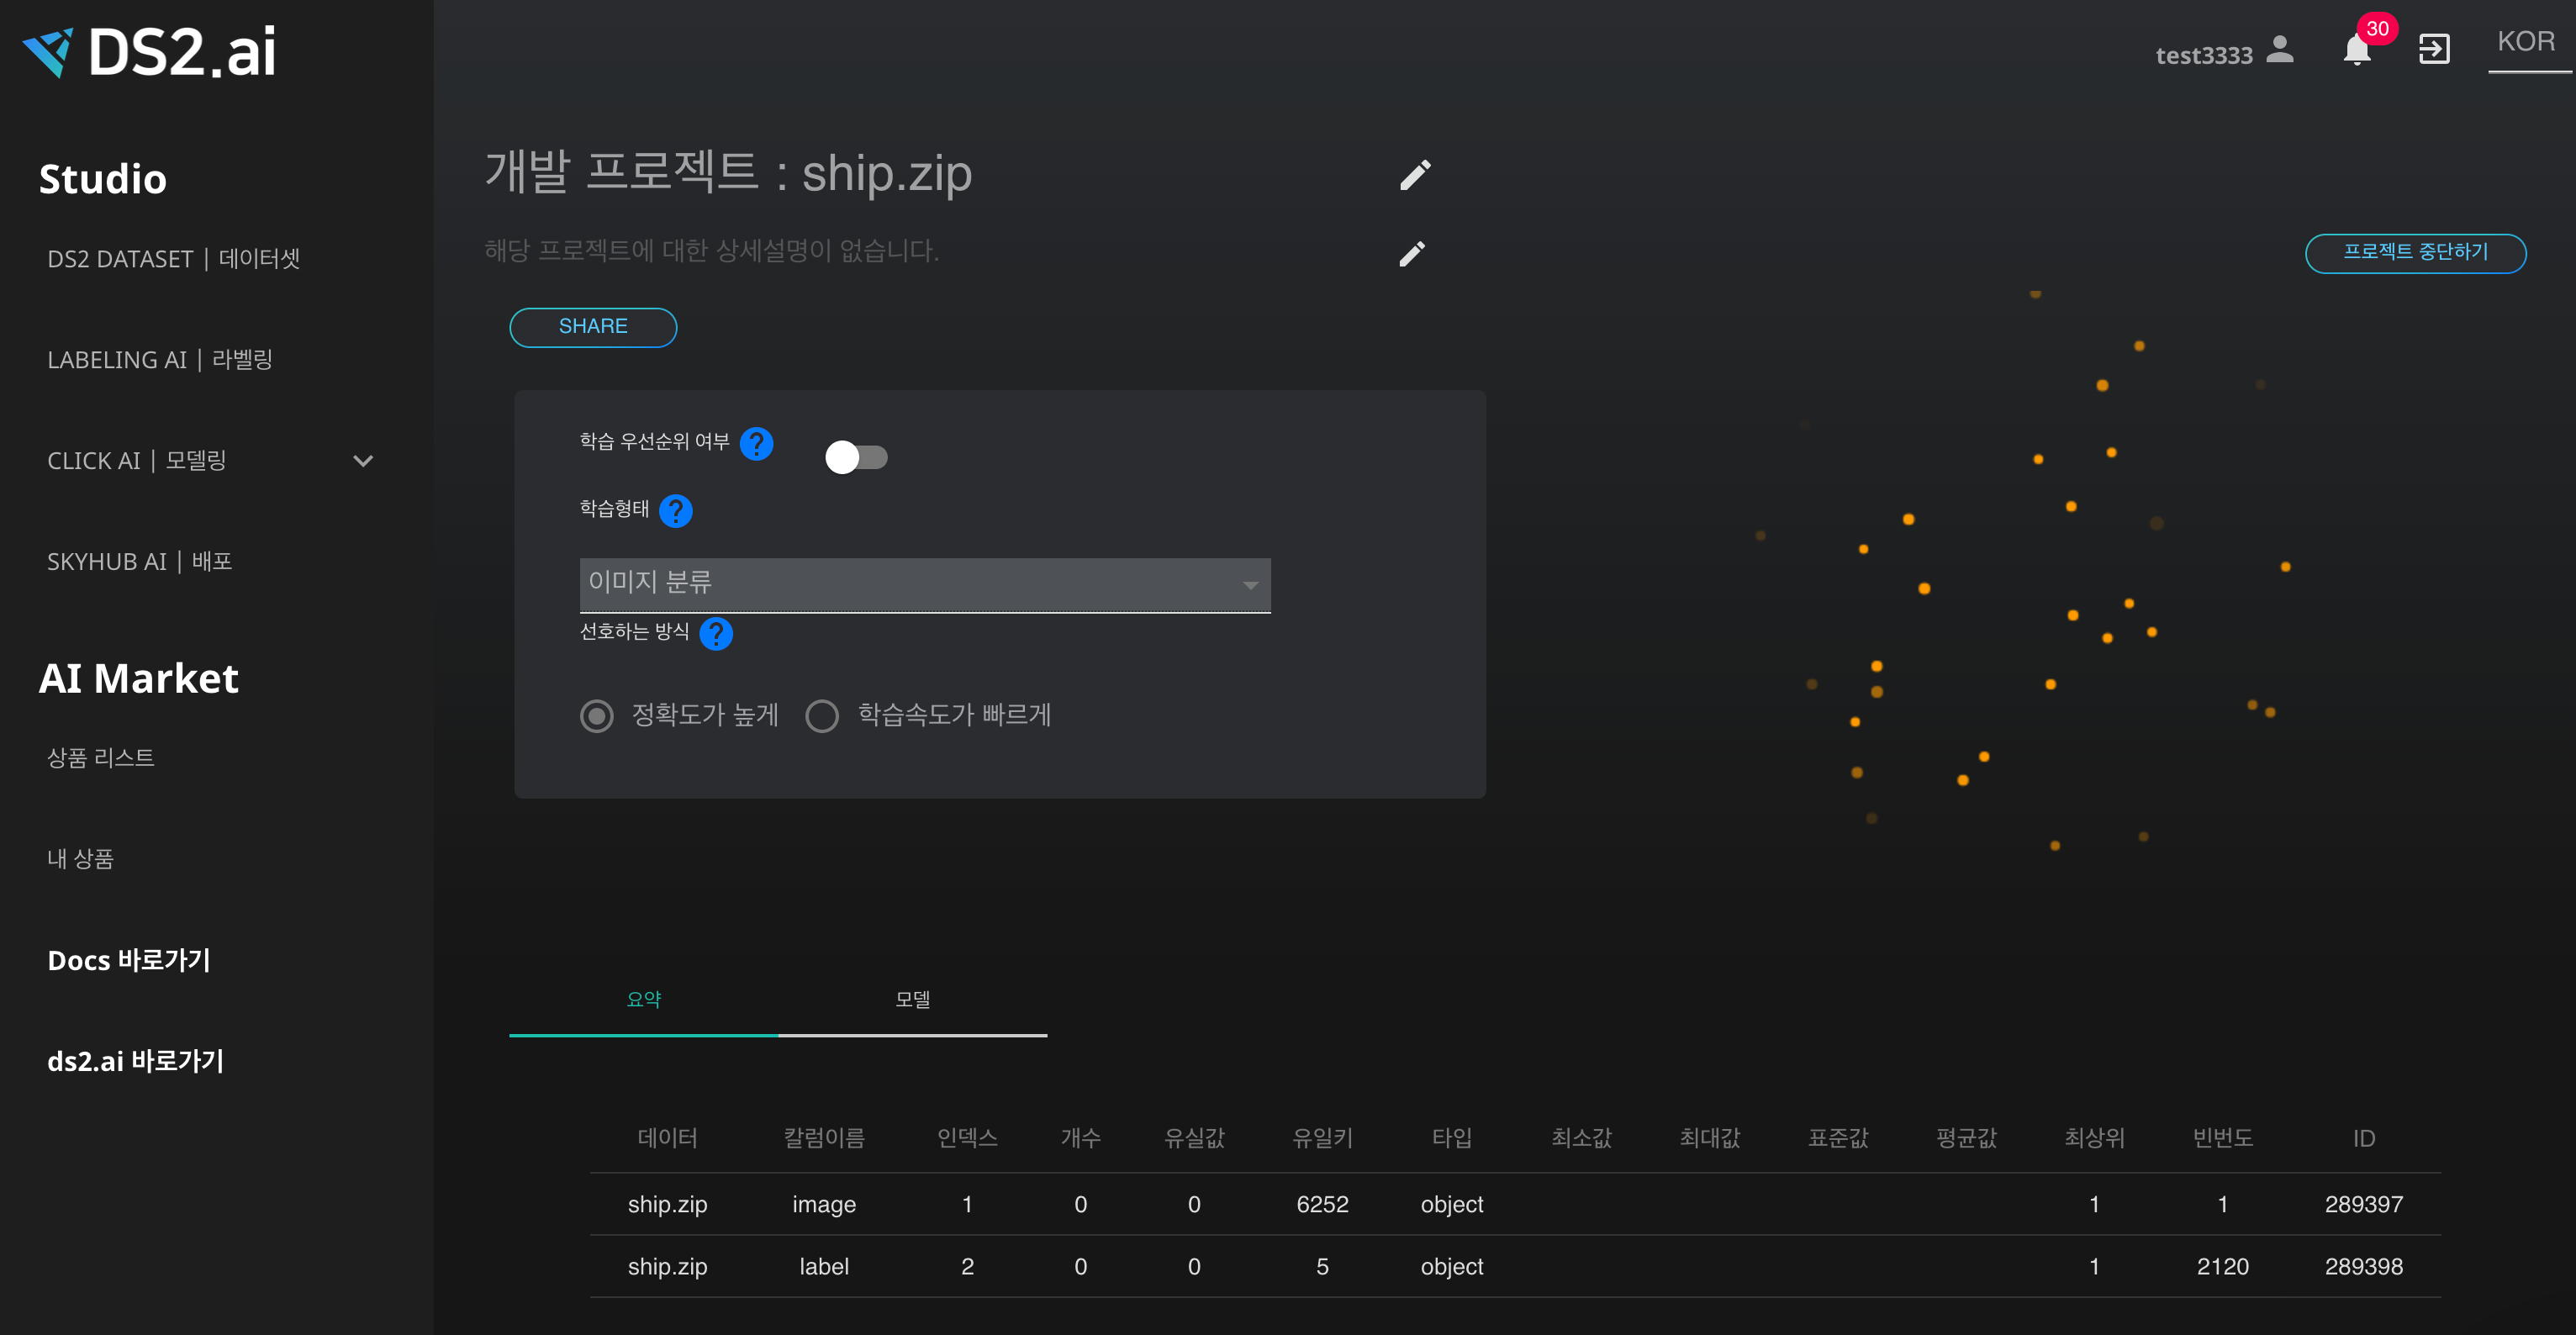 DS2.ai
test3333
30
KOR
Studio
DS2 DATASET | 데이터셋
LABELING AI | 라벨링
CLICK AI | 모델링
SKYHUB AI | 배포
AI Market
상품 리스트
내 상품
Docs 바로가기
ds2.ai 바로가기
개발 프로젝트 : ship.zip
해당 프로젝트에 대한 상세설명이 없습니다.
프로젝트 중단하기
SHARE
학습 우선순위 여부 ?
학습형태 ?
이미지 분류
선호하는 방식 ?
정확도가 높게 학습속도가 빠르게
요약 모델
데이터 칼럼이름 인덱스 개수 유실값 유일키 타입 최소값 최대값 표준값 평균값 최상위 빈번도 ID
ship.zip image 1 0 0 6252 object 1 1 289397
ship.zip label 2 0 0 5 object 1 2120 289398